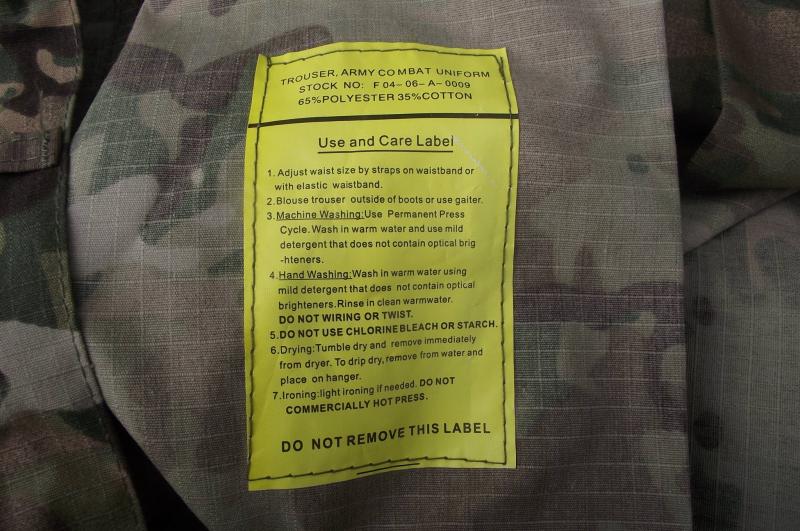 TROUSER, ARMY COMBAT UNIFORM
STOCK NO: F 04-06-A-0009
65%POLYESTER 35%COTTON
Use and Care Label
1. Adjust waist size by straps on waistband or
with elastic waistband.
2. Blouse trouser outside of boots or use gaiter.
3. Machine Washing:Use Permanent Press
Cycle. Wash in warm water and use mild
detergent that does not contain optical brig
-hteners.
4. Hand Washing:Wash in warm water using
mild detergent that does not contain optical
brighteners. Rinse in clean warmwater.
DO NOT WIRING OR TWIST.
5. DO NOT USE CHLORINE BLEACH OR STARCH.
6. Drying:Tumble dry and remove immediately
from dryer. To drip dry, remove from water and
place on hanger.
7. Ironing:light ironing if needed. DO NOT
COMMERCIALLY HOT PRESS.
DO NOT REMOVE THIS LABEL